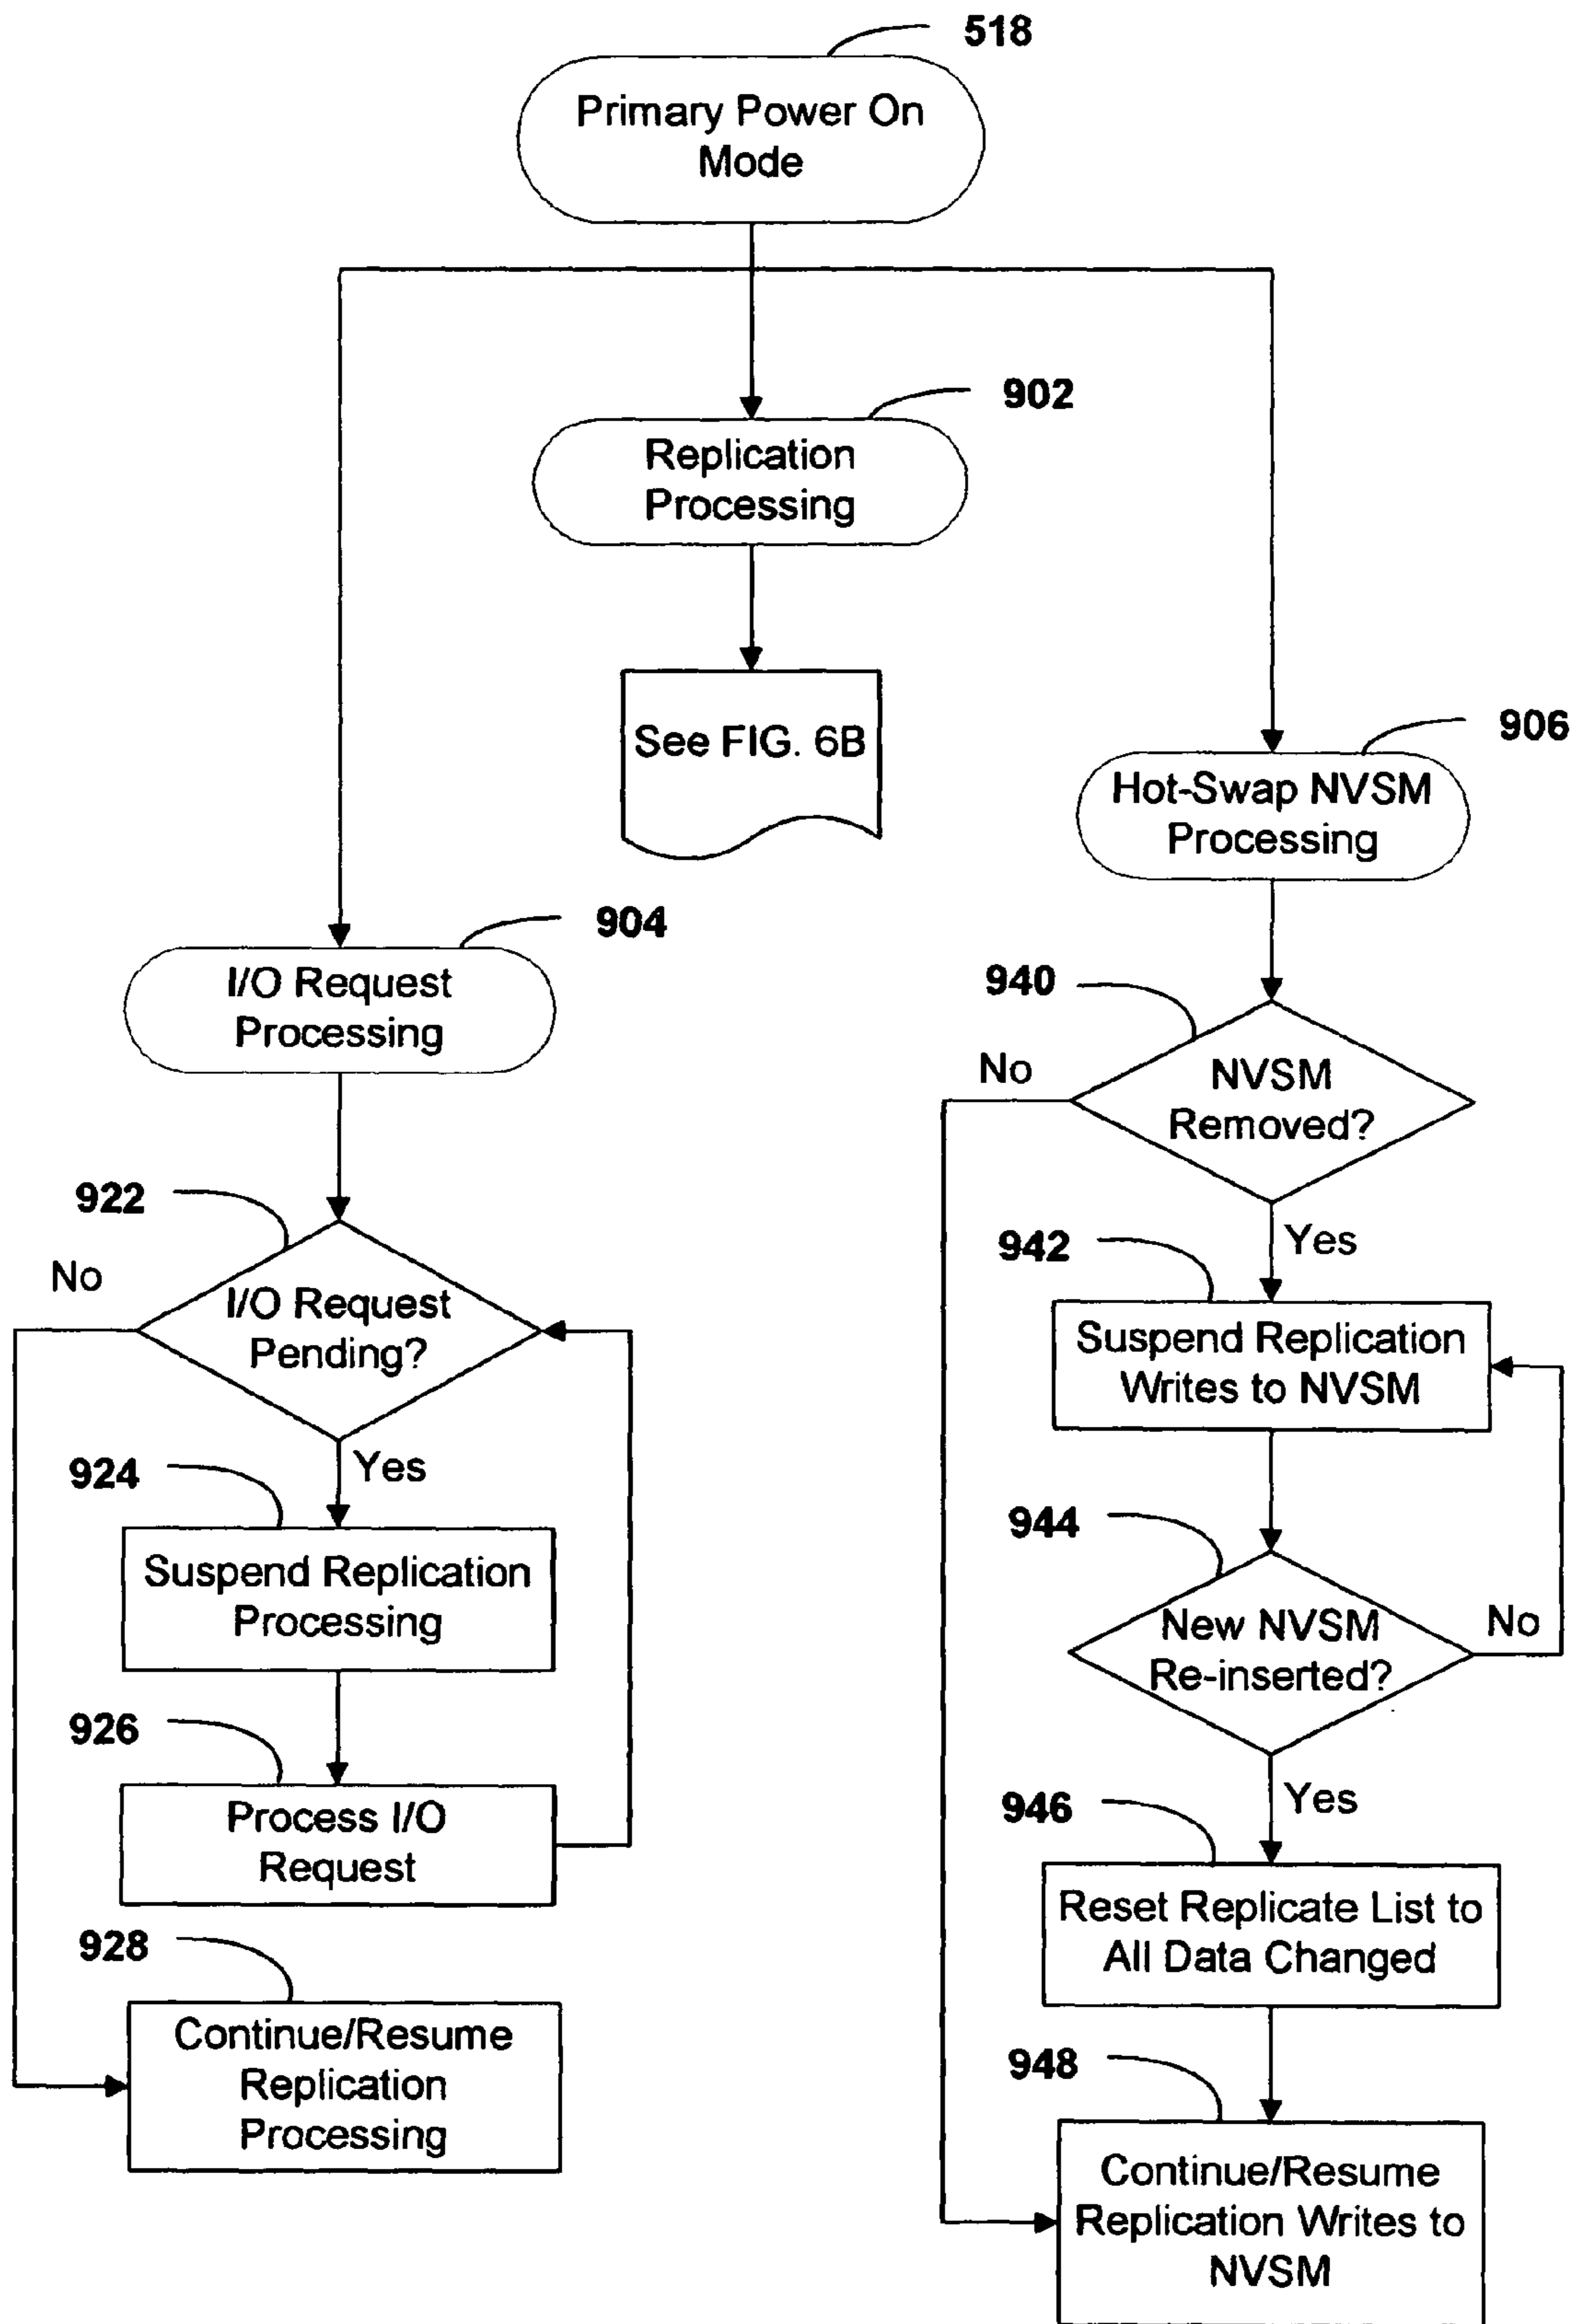 518
Primary Power On
Mode
902
Replication
Processing
See FIG. 6B
906
Hot-Swap NVSM
Processing
904
I/O Request
Processing
940
No
NVSM
Removed?
Yes
922
No
I/O Request
Pending?
Yes
942
Suspend Replication
Writes to NVSM
924
Suspend Replication
Processing
944
New NVSM
Re-inserted?
No
Yes
926
Process I/O
Request
946
Reset Replicate List to
All Data Changed
928
Continue/Resume
Replication
Processing
948
Continue/Resume
Replication Writes to
NVSM